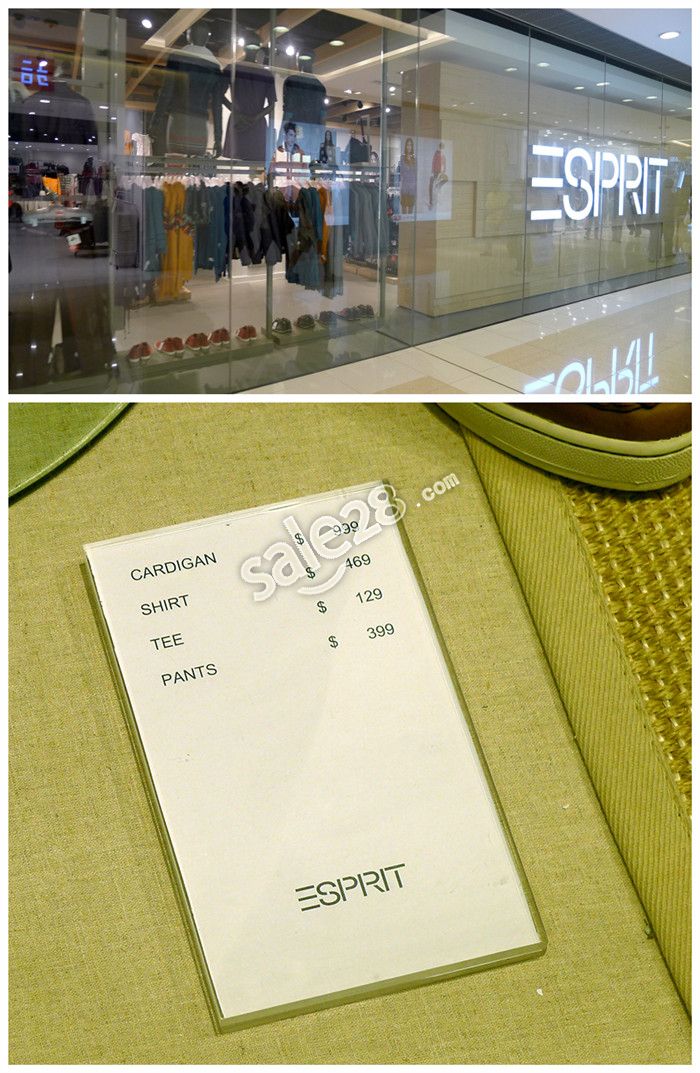 ESPRIT
CARDIGAN $ 999
SHIRT $ 469
TEE $ 129
PANTS $ 399
sale28.com
ESPRIT